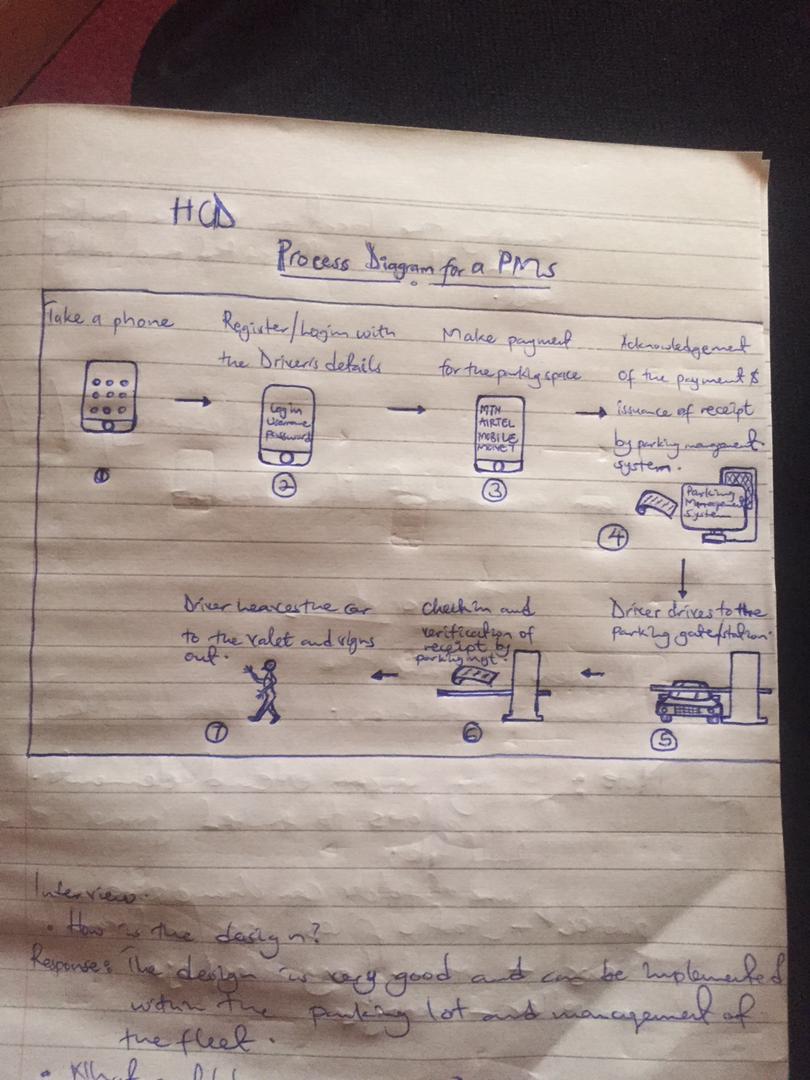 HCD
Process Diagram for a PMS
Take a phone
①
Register/Login with
the Driver's details
Login
Username
Password
②
Make payment
for the parking space
MTN
AIRTEL
MOBILE
MONEY
③
Acknowledgement
of the payment &
issuance of receipt
by parking management
system.
Parking
Management
System
④
Driver drives to the
parking gate/station.
⑤
Check in and
verification of
receipt by
parking mgt.
⑥
Driver leaves the car
to the valet and signs
out.
⑦
Interview.
• How is the design?
Response: The design is very good and can be implemented
within the parking lot and management of
the fleet.
• What